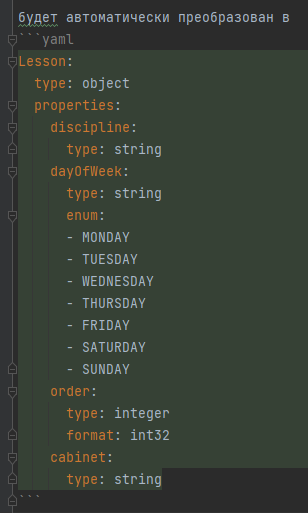 будет автоматически преобразован в
```yaml
Lesson:
  type: object
  properties:
    discipline:
      type: string
    dayOfWeek:
      type: string
      enum:
      - MONDAY
      - TUESDAY
      - WEDNESDAY
      - THURSDAY
      - FRIDAY
      - SATURDAY
      - SUNDAY
    order:
      type: integer
      format: int32
    cabinet:
      type: string
```